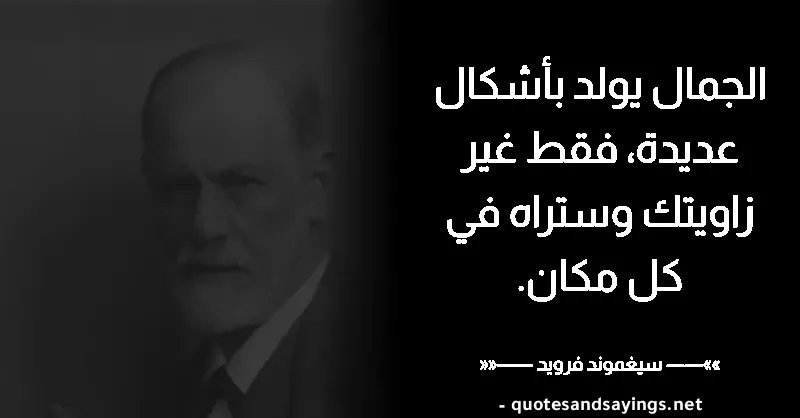 الجمال يولد بأشكال
عديدة، فقط غير
زاويتك وستراه في
كل مكان.
»»—— سيغموند فرويد ——««
- quotesandsayings.net